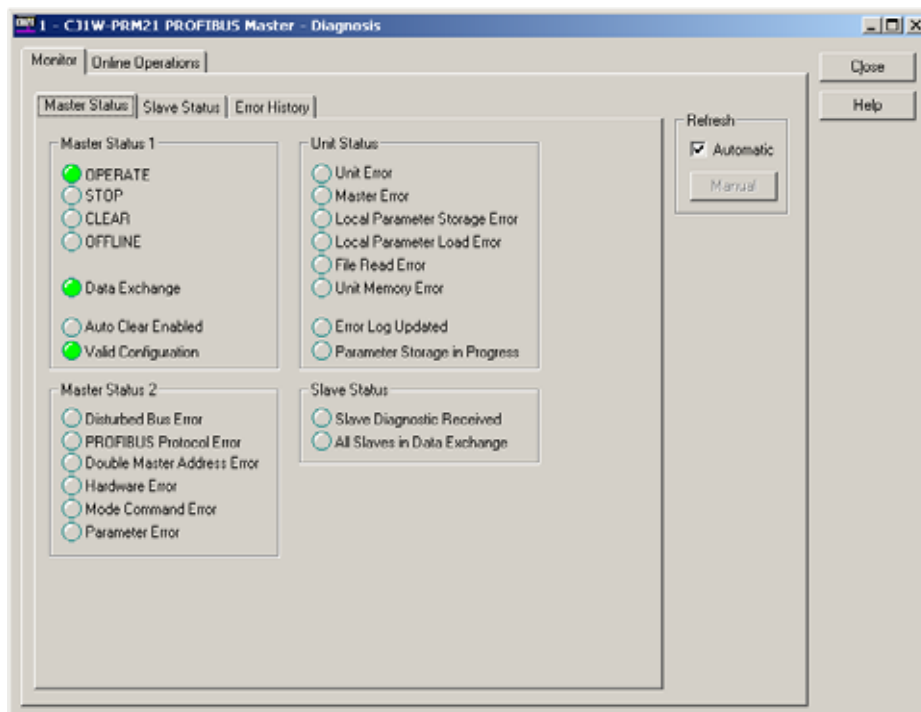 1 - CJ1W-PRM21 PROFIBUS Master - Diagnosis
Monitor
Online Operations
Close
Help
Master Status
Slave Status
Error History
Refresh
Automatic
Manual
Master Status 1
OPERATE
STOP
CLEAR
OFFLINE
Data Exchange
Auto Clear Enabled
Valid Configuration
Unit Status
Unit Error
Master Error
Local Parameter Storage Error
Local Parameter Load Error
File Read Error
Unit Memory Error
Error Log Updated
Parameter Storage in Progress
Master Status 2
Disturbed Bus Error
PROFIBUS Protocol Error
Double Master Address Error
Hardware Error
Mode Command Error
Parameter Error
Slave Status
Slave Diagnostic Received
All Slaves in Data Exchange